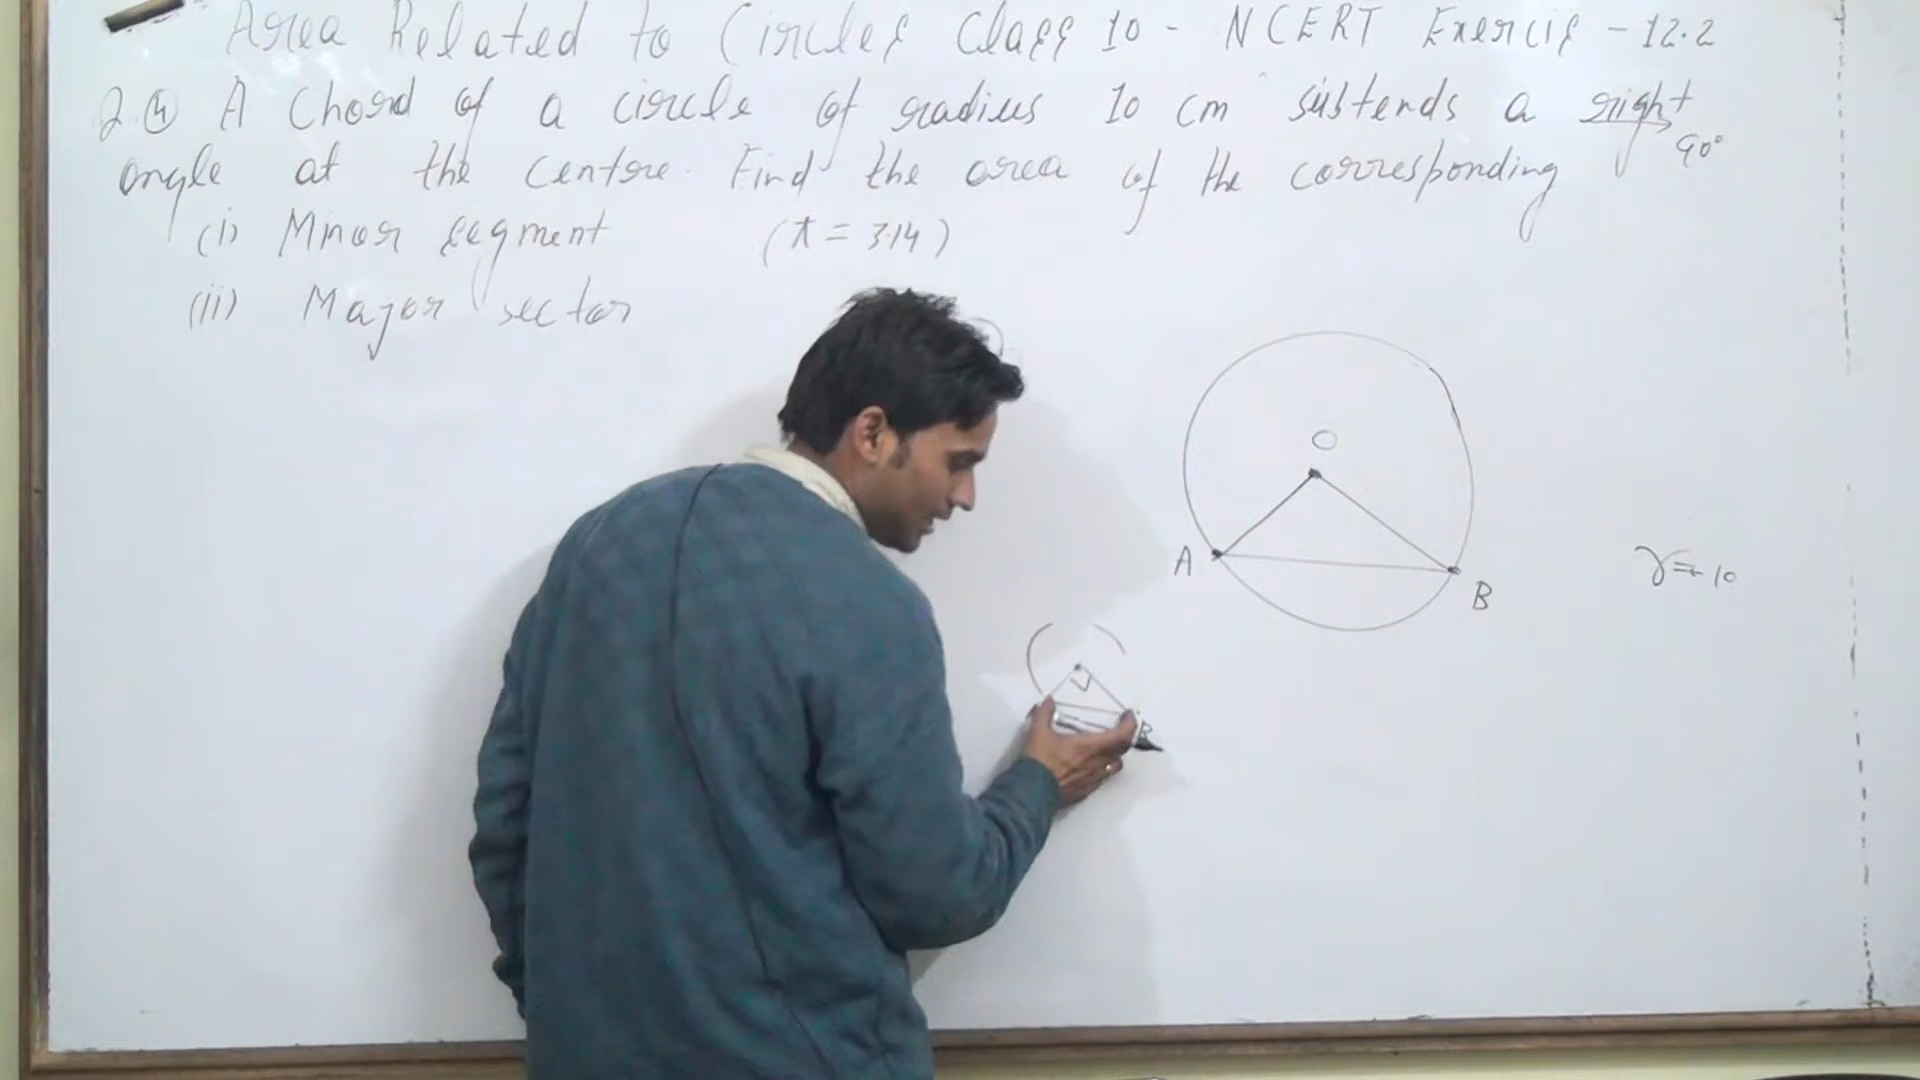 Area Related to Circles Class 10 - NCERT Exercis - 12.2
Q.4 A Chord of a circle of radius 10 cm subtends a right
90°
angle at the centre. Find the area of the corresponding
(i) Minor segment (π = 3.14)
(ii) Major sector
O
A
B
r = 10
B